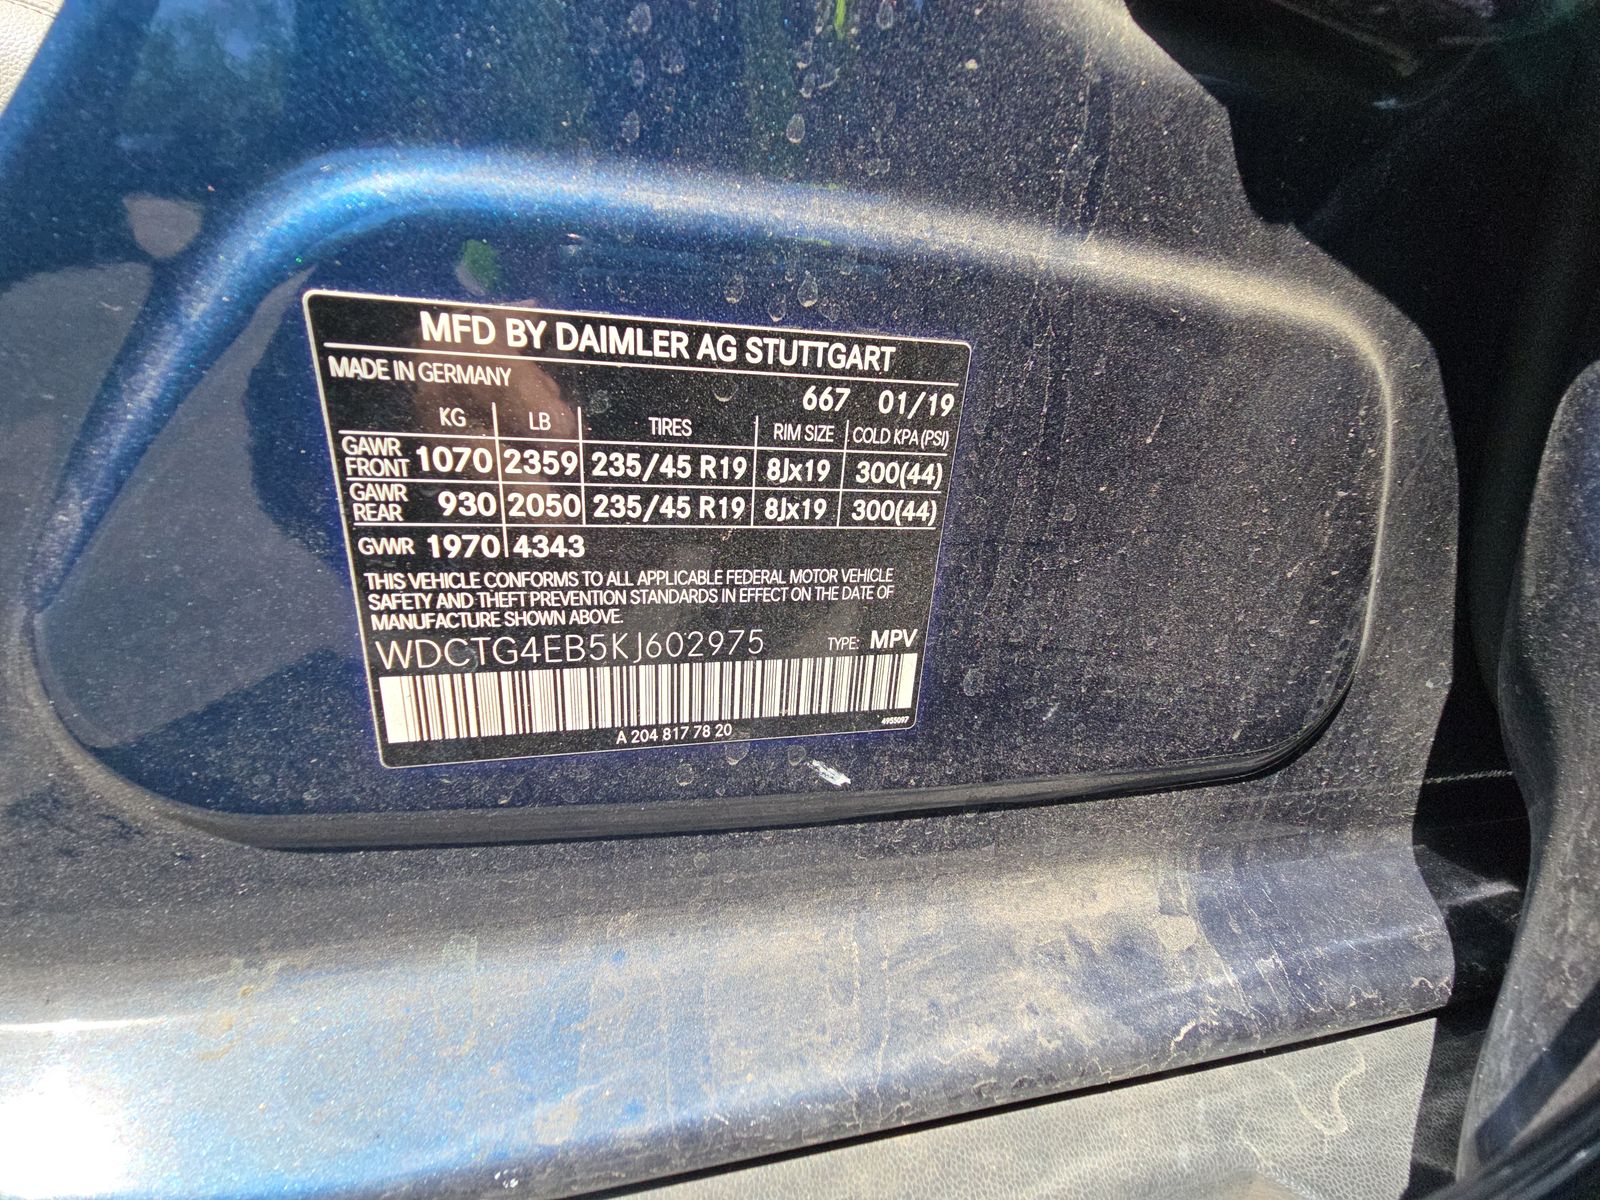 MFD BY DAIMLER AG STUTTGART
MADE IN GERMANY
667 01/19
KG LB TIRES RIM SIZE COLD KPA (PSI)
GAWR FRONT 1070 2359 235/45 R19 8Jx19 300(44)
GAWR REAR 930 2050 235/45 R19 8Jx19 300(44)
GVWR 1970 4343
THIS VEHICLE CONFORMS TO ALL APPLICABLE FEDERAL MOTOR VEHICLE
SAFETY AND THEFT PREVENTION STANDARDS IN EFFECT ON THE DATE OF
MANUFACTURE SHOWN ABOVE.
WDCTG4EB5KJ602975 TYPE: MPV
4955097
A 204 817 78 20